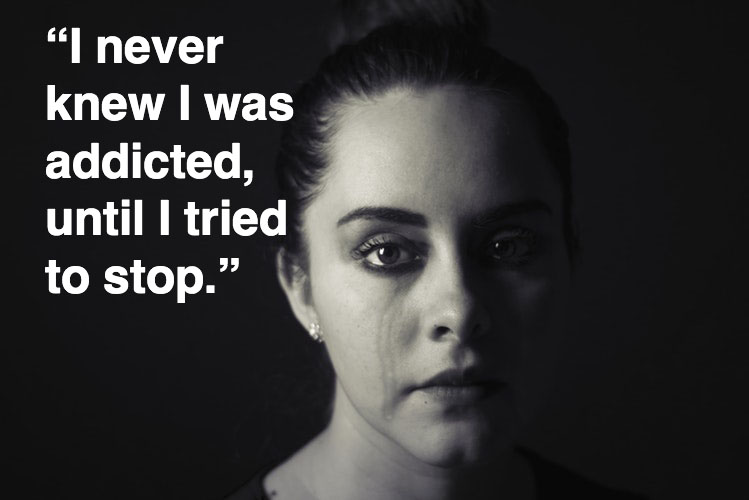 “I never
knew I was
addicted,
until I tried
to stop.”